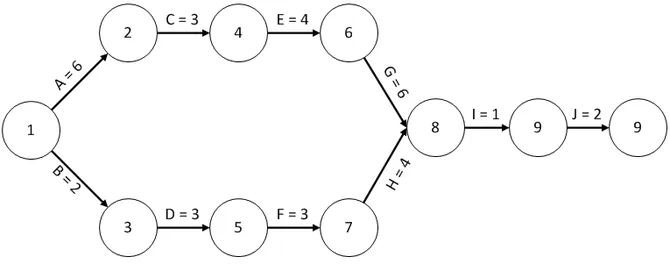 C = 3
E = 4
2
4
6
A = 6
G = 6
I = 1
J = 2
1
8
9
9
B = 2
H = 4
D = 3
F = 3
3
5
7